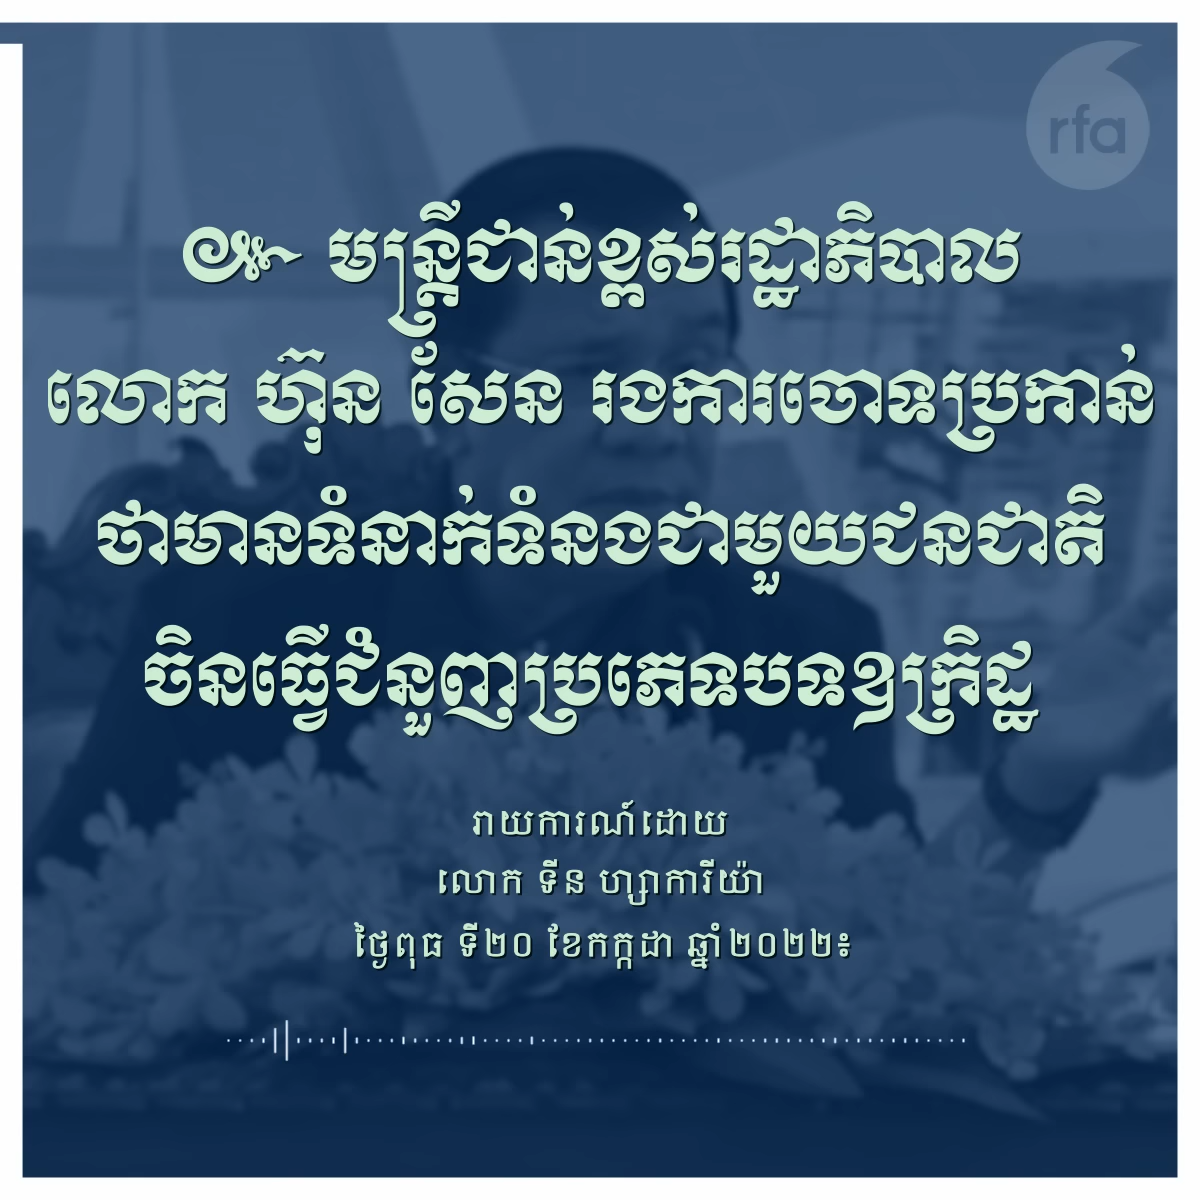 rfa
៙ មន្ត្រីជាន់ខ្ពស់រដ្ឋាភិបាល
លោក ហ៊ុន សែន រងការចោទប្រកាន់
ថាមានទំនាក់ទំនងជាមួយជនជាតិ
ចិនធ្វើជំនួញប្រភេទបទឧក្រិដ្ឋ
រាយការណ៍ដោយ
លោក ទីន ហ្សាការីយ៉ា
ថ្ងៃពុធ ទី២០ ខែកក្កដា ឆ្នាំ២០២២៖